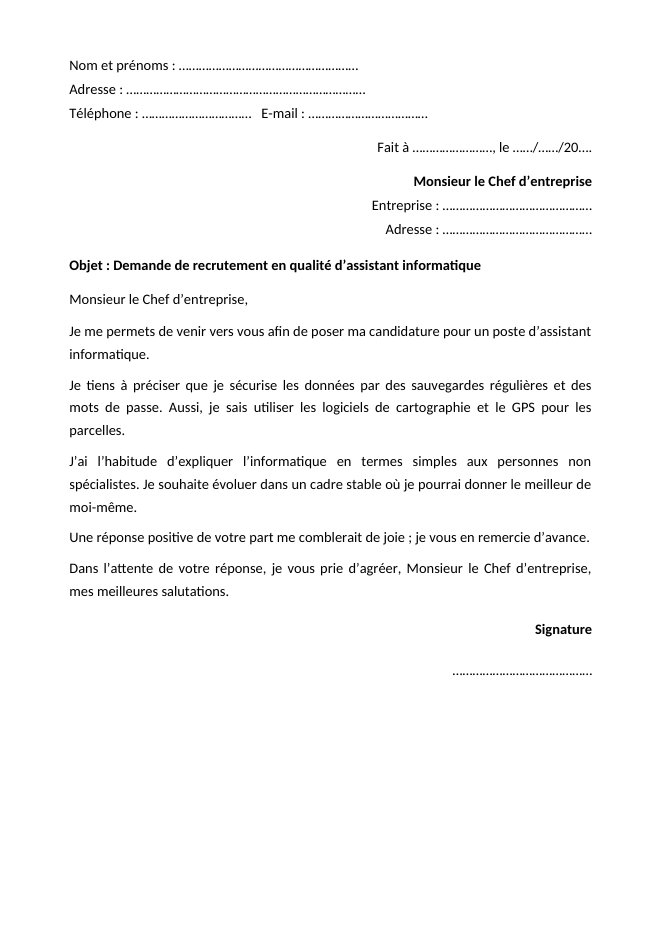 Nom et prénoms : ……………………………………………….
Adresse : ………………………………………………………………
Téléphone : ……………………………  E-mail : ………………………………
Fait à ……………………, le ……/……/20….
Monsieur le Chef d’entreprise
Entreprise : ………………………………………
Adresse : ………………………………………
Objet : Demande de recrutement en qualité d’assistant informatique
Monsieur le Chef d’entreprise,
Je me permets de venir vers vous afin de poser ma candidature pour un poste d’assistant
informatique.
Je tiens à préciser que je sécurise les données par des sauvegardes régulières et des
mots de passe. Aussi, je sais utiliser les logiciels de cartographie et le GPS pour les
parcelles.
J’ai l’habitude d’expliquer l’informatique en termes simples aux personnes non
spécialistes. Je souhaite évoluer dans un cadre stable où je pourrai donner le meilleur de
moi-même.
Une réponse positive de votre part me comblerait de joie ; je vous en remercie d’avance.
Dans l’attente de votre réponse, je vous prie d’agréer, Monsieur le Chef d’entreprise,
mes meilleures salutations.
Signature
……………………………………